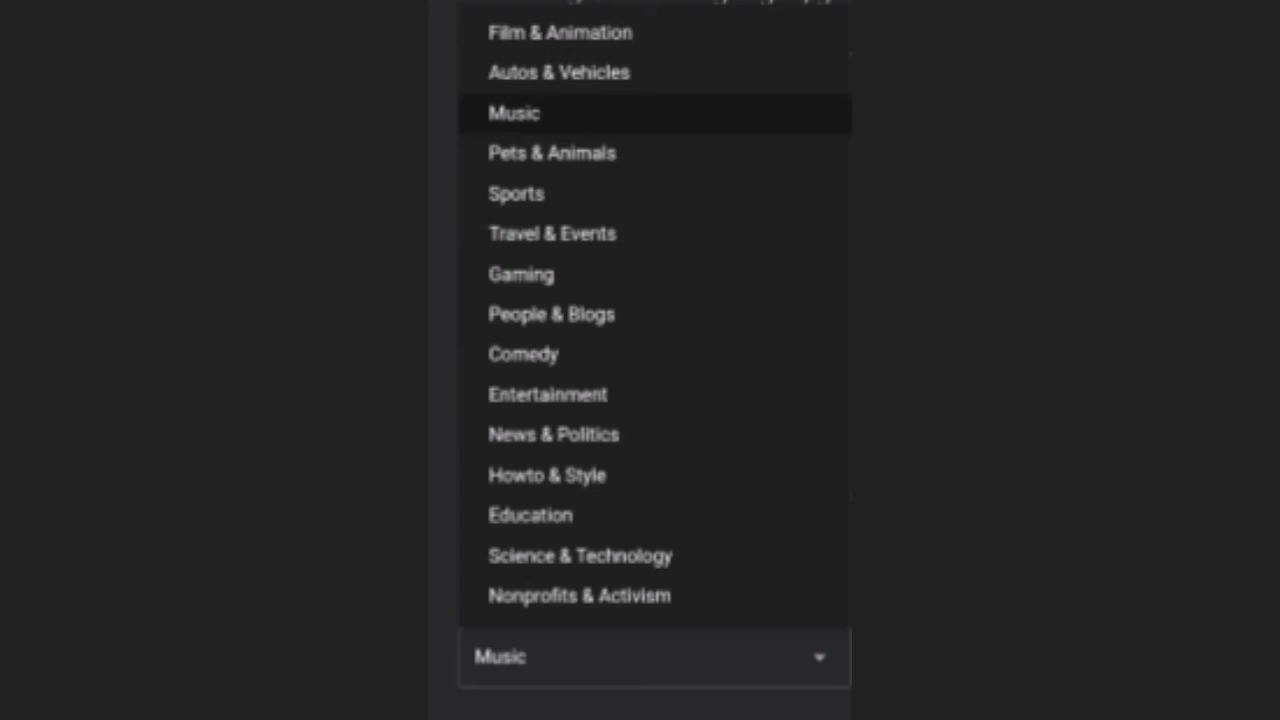 Film & Animation
Autos & Vehicles
Music
Pets & Animals
Sports
Travel & Events
Gaming
People & Blogs
Comedy
Entertainment
News & Politics
Howto & Style
Education
Science & Technology
Nonprofits & Activism
Music